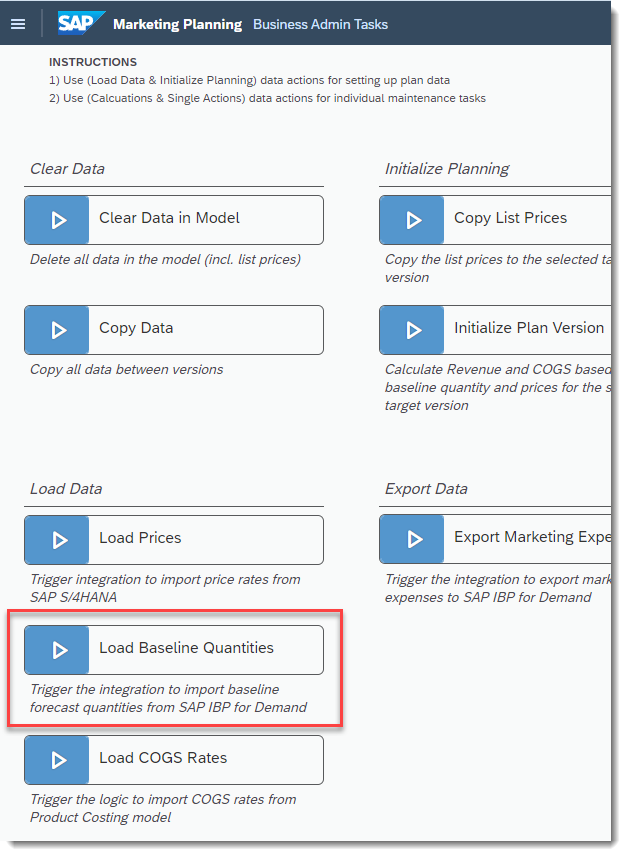 SAP Marketing Planning Business Admin Tasks
INSTRUCTIONS
1) Use (Load Data & Initialize Planning) data actions for setting up plan data
2) Use (Calcuations & Single Actions) data actions for individual maintenance tasks
Clear Data
Clear Data in Model
Delete all data in the model (incl. list prices)
Copy Data
Copy all data between versions
Initialize Planning
Copy List Prices
Copy the list prices to the selected ta
version
Initialize Plan Version
Calculate Revenue and COGS based
baseline quantity and prices for the s
target version
Load Data
Load Prices
Trigger integration to import price rates from
SAP S/4HANA
Load Baseline Quantities
Trigger the integration to import baseline
forecast quantities from SAP IBP for Demand
Load COGS Rates
Trigger the logic to import COGS rates from
Product Costing model
Export Data
Export Marketing Expe
Trigger the integration to export mark
expenses to SAP IBP for Demand